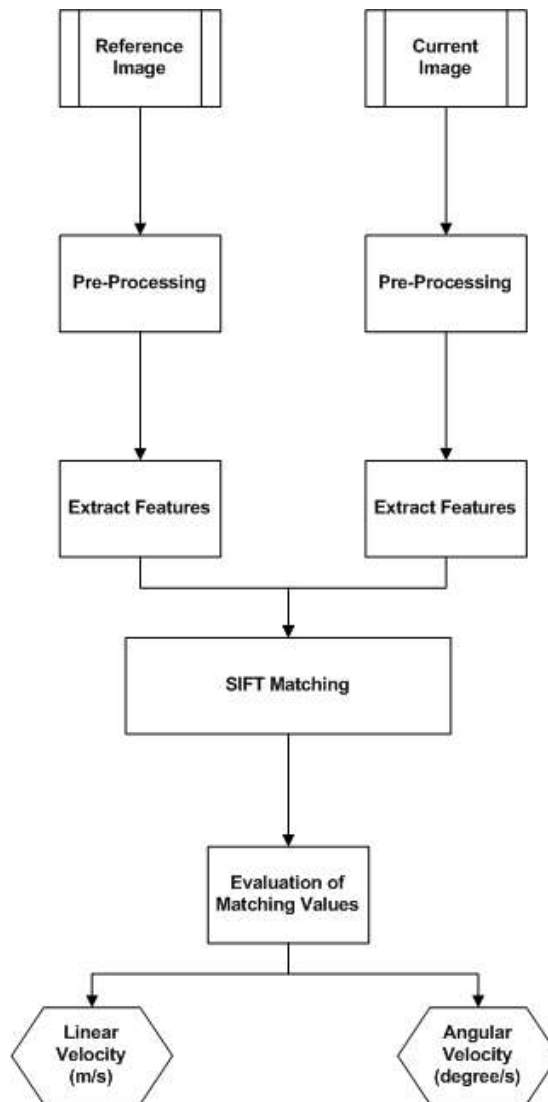 Reference
Image
Current
Image
Pre-Processing
Pre-Processing
Extract Features
Extract Features
SIFT Matching
Evaluation of
Matching Values
Linear
Velocity
(m/s)
Angular
Velocity
(degree/s)